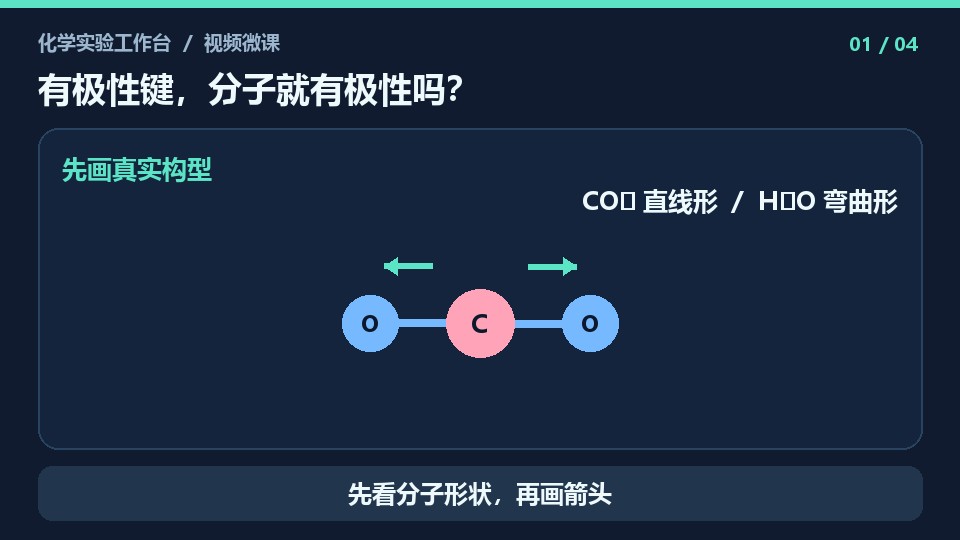 化学实验工作台 / 视频微课
01 / 04
有极性键，分子就有极性吗？
先画真实构型
CO▯ 直线形 / H▯O 弯曲形
O C O
先看分子形状，再画箭头